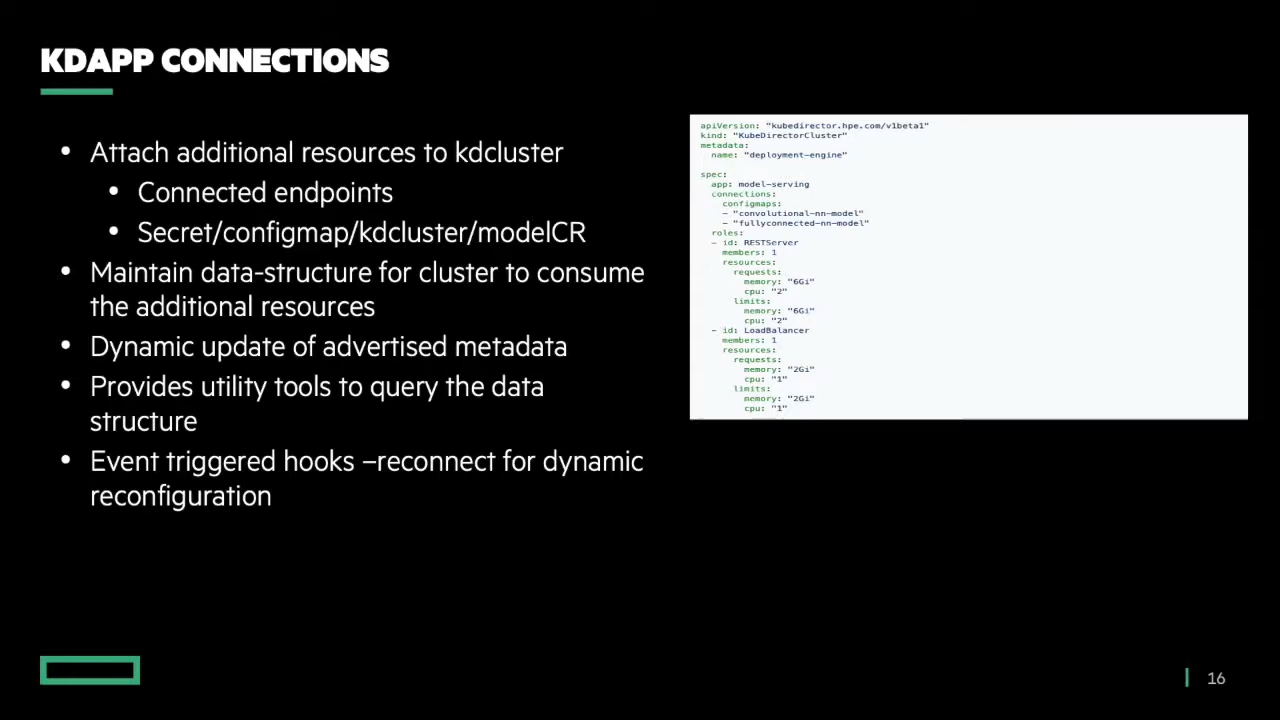 KDAPP CONNECTIONS
• Attach additional resources to kdcluster
• Connected endpoints
• Secret/configmap/kdcluster/modelCR
• Maintain data-structure for cluster to consume
the additional resources
• Dynamic update of advertised metadata
• Provides utility tools to query the data
structure
• Event triggered hooks –reconnect for dynamic
reconfiguration
apiVersion: "kubedirector.hpe.com/v1beta1"
kind: "KubeDirectorCluster"
metadata:
  name: "deployment-engine"
spec:
  app: model-serving
  connections:
    configmaps:
    - "convolutional-nn-model"
    - "fullyconnected-nn-model"
  roles:
  - id: RESTServer
    members: 1
    resources:
      requests:
        memory: "6Gi"
        cpu: "2"
      limits:
        memory: "6Gi"
        cpu: "2"
  - id: LoadBalancer
    members: 1
    resources:
      requests:
        memory: "2Gi"
        cpu: "1"
      limits:
        memory: "2Gi"
        cpu: "1"
16